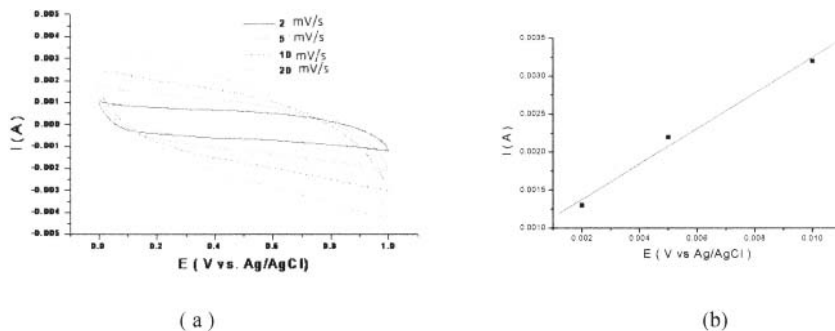 0.005
0.004
0.003
0.002
0.001
0.000
-0.001
-0.002
-0.003
-0.004
-0.005
I ( A )
2 mV/s
5 mV/s
10 mV/s
20 mV/s
0.0 0.2 0.4 0.6 0.8 1.0
E ( V vs. Ag/AgCl)
( a )
0.0035
0.0030
0.0025
0.0020
0.0015
0.0010
I ( A )
0.002 0.004 0.006 0.008 0.010
E ( V vs Ag/AgCl)
(b)